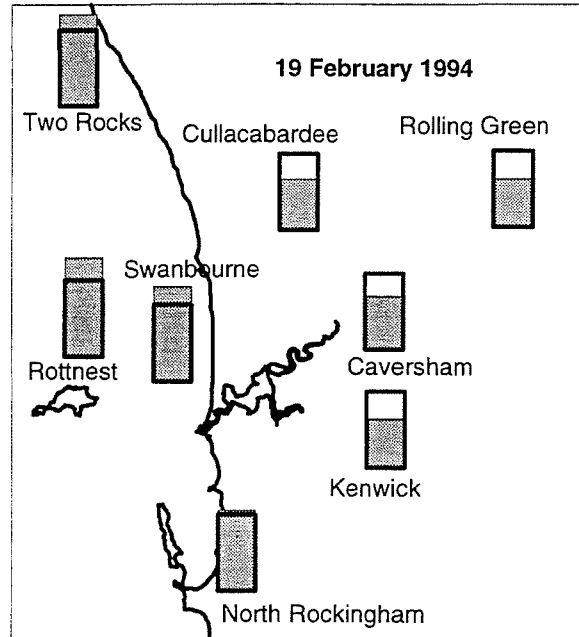 19 February 1994
Two Rocks
Cullacabardee
Rolling Green
Swanbourne
Rottnest
Caversham
Kenwick
North Rockingham